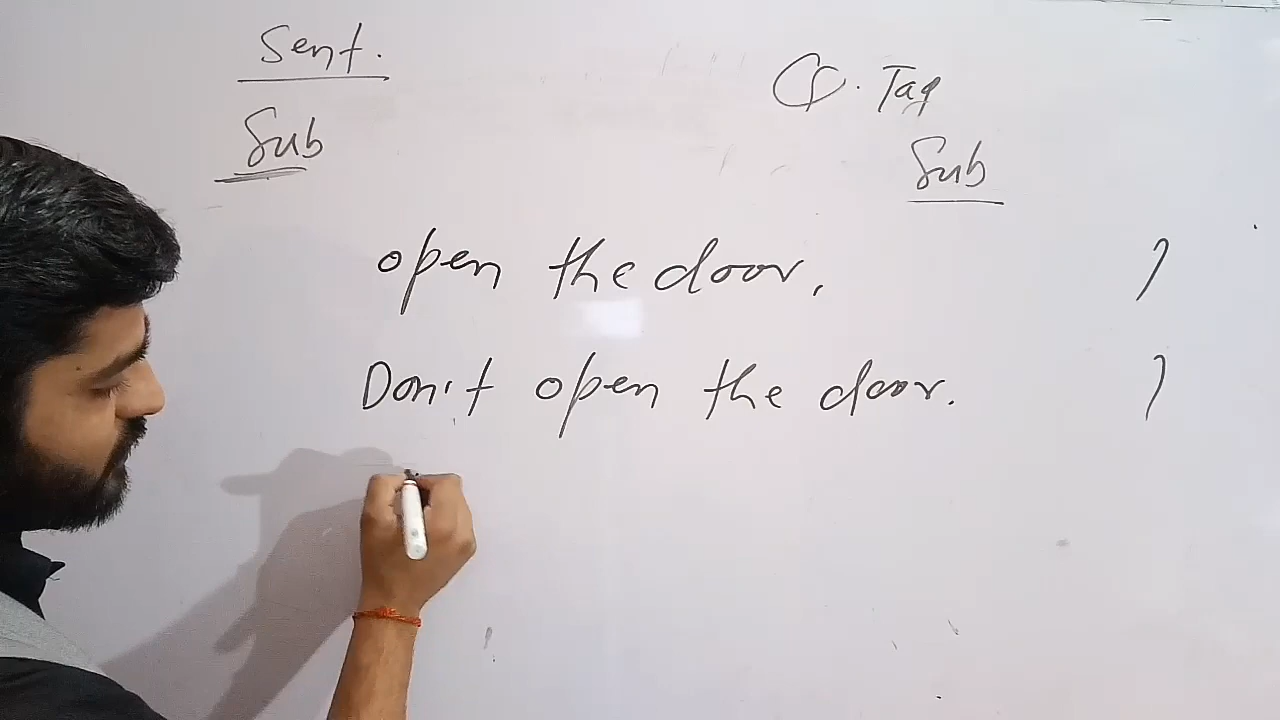 Sent.
Q. Tag
Sub
Sub
open the door, ?
Don't open the door. ?